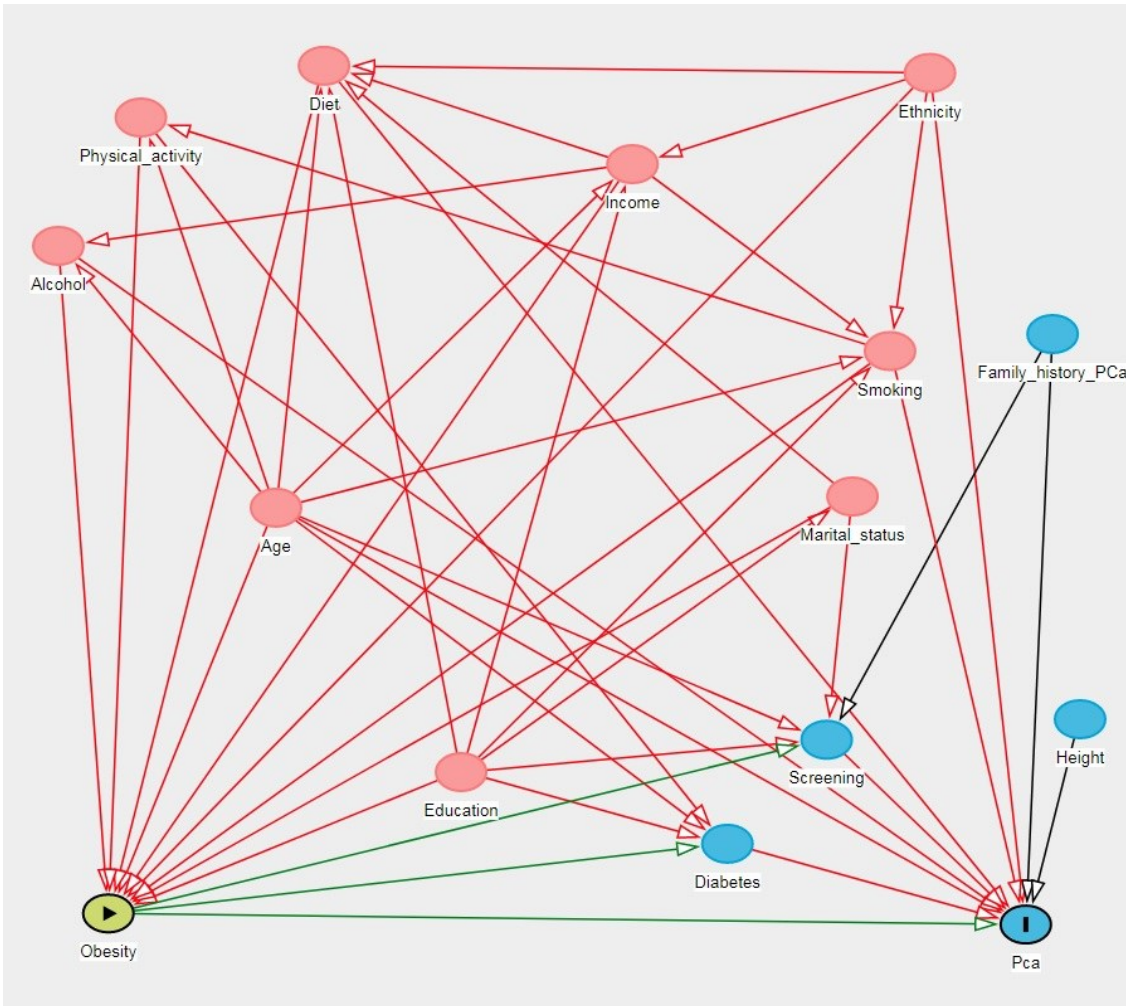 Diet
Ethnicity
Physical_activity
Income
Alcohol
Family_history_PCa
Smoking
Age
Marital_status
Screening
Height
Education
Diabetes
Obesity
Pca